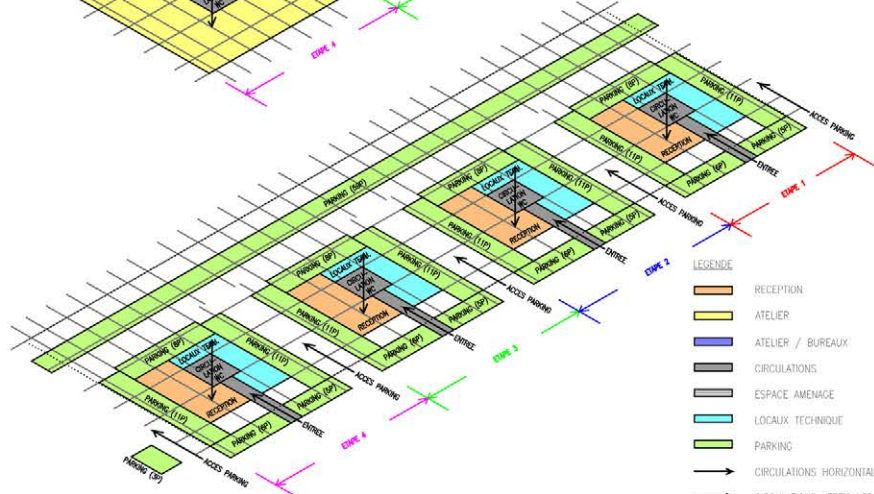 WC
ETAPE 4
PARKING (8P)
PARKING (11P)
LOCAUX TECH.
CIRCU-
LATION
WC
RECEPTION
PARKING (11P)
PARKING (5P)
PARKING (6P)
ACCES PARKING
ENTREE
ETAPE 1
PARKING (8P)
PARKING (11P)
LOCAUX TECH.
CIRCU-
LATION
WC
RECEPTION
PARKING (11P)
PARKING (5P)
PARKING (6P)
ACCES PARKING
ENTREE
ETAPE 2
PARKING (8P)
PARKING (11P)
LOCAUX TECH.
CIRCU-
LATION
WC
RECEPTION
PARKING (11P)
PARKING (5P)
PARKING (6P)
ACCES PARKING
ENTREE
ETAPE 3
PARKING (8P)
PARKING (11P)
LOCAUX TECH.
CIRCU-
LATION
WC
RECEPTION
PARKING (11P)
PARKING (5P)
PARKING (6P)
ACCES PARKING
ENTREE
ETAPE 4
ACCES PARKING
PARKING (3P)
LEGENDE
RECEPTION
ATELIER
ATELIER / BUREAUX
CIRCULATIONS
ESPACE AMENAGE
LOCAUX TECHNIQUE
PARKING
CIRCULATIONS HORIZONTAL